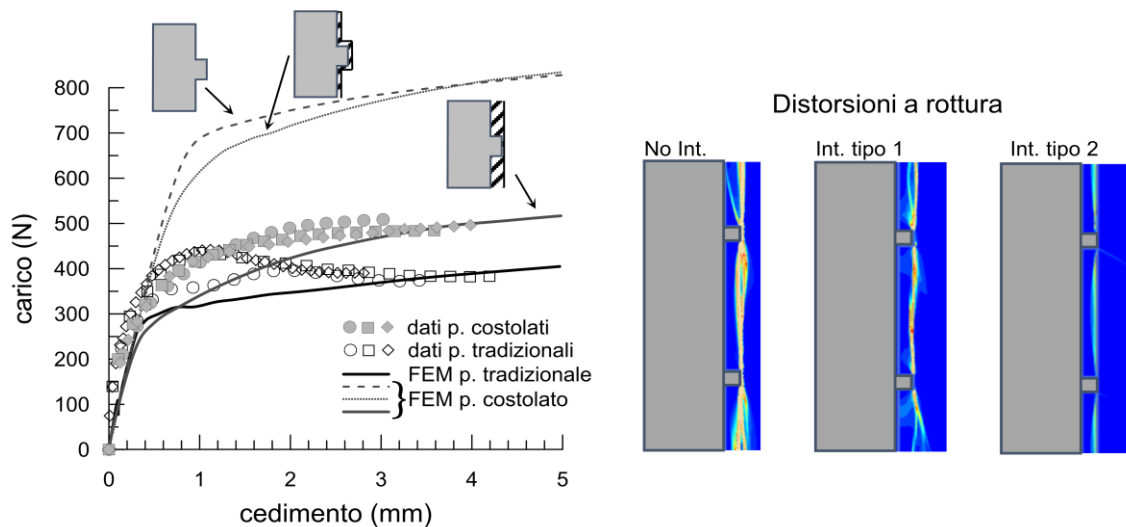 800
700
600
500
400
300
200
100
0
carico (N)
0 1 2 3 4 5
cedimento (mm)
dati p. costolati
dati p. tradizionali
FEM p. tradizionale
FEM p. costolato
Distorsioni a rottura
No Int. Int. tipo 1 Int. tipo 2